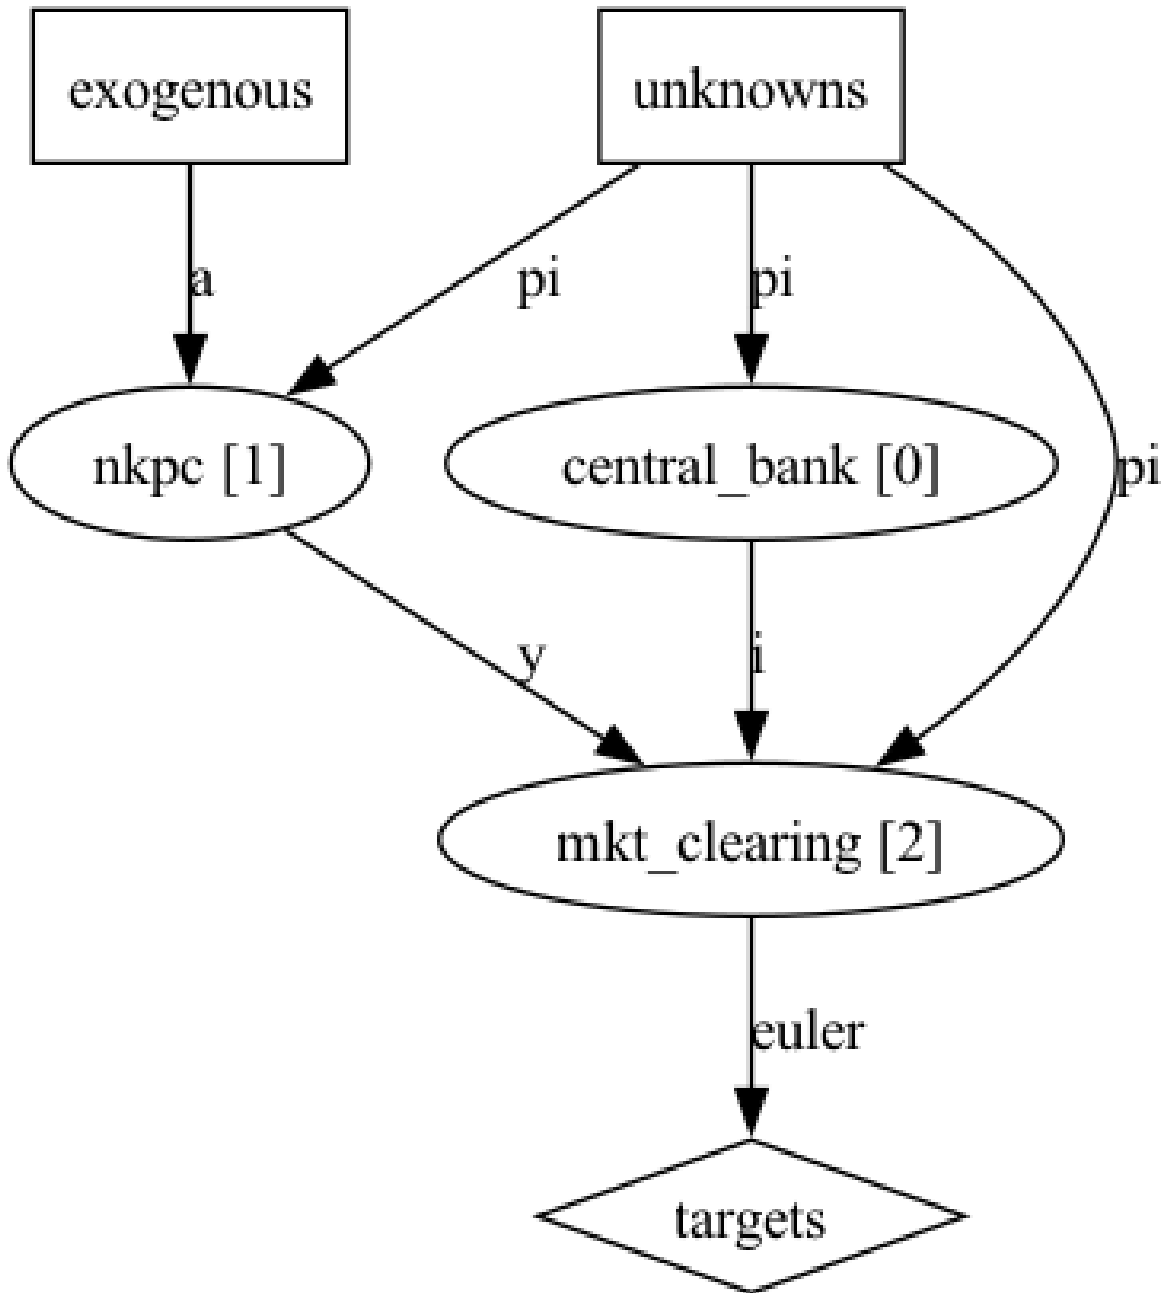 exogenous
unknowns
a
pi
pi
nkpc [1]
central_bank [0]
pi
y
i
mkt_clearing [2]
euler
targets